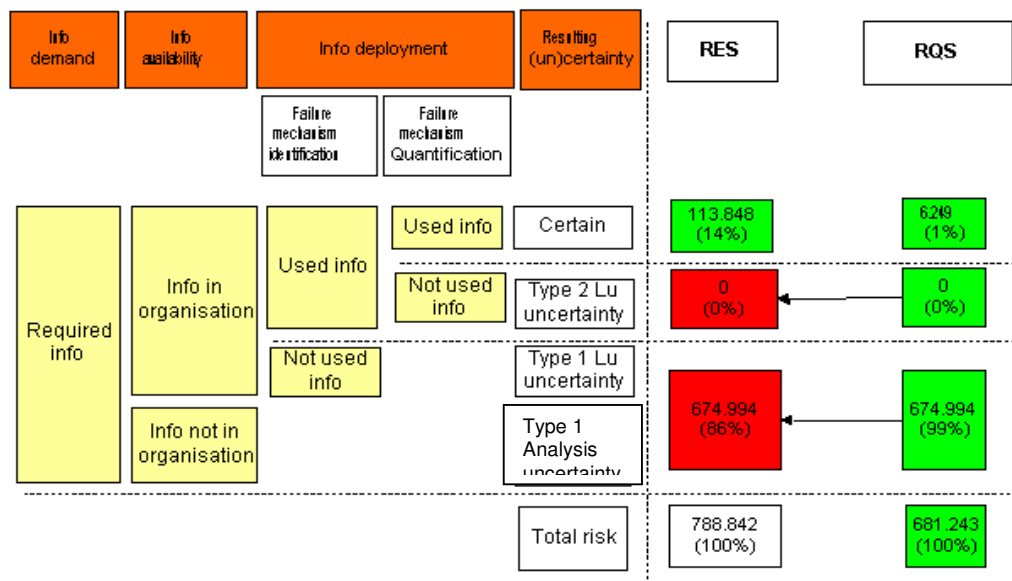 Info
demand
Info
availability
Info deployment
Resulting
(un)certainty
RES
RQS
Failure
mechanism
identification
Failure
mechanism
Quantification
Required
info
Info in
organisation
Info not in
organisation
Used info
Not used
info
Used info
Not used
info
Certain
Type 2 Lu
uncertainty
Type 1 Lu
uncertainty
Type 1
Analysis
uncertainty
Total risk
113.848
(14%)
6.249
(1%)
0
(0%)
0
(0%)
674.994
(86%)
674.994
(99%)
788.842
(100%)
681.243
(100%)